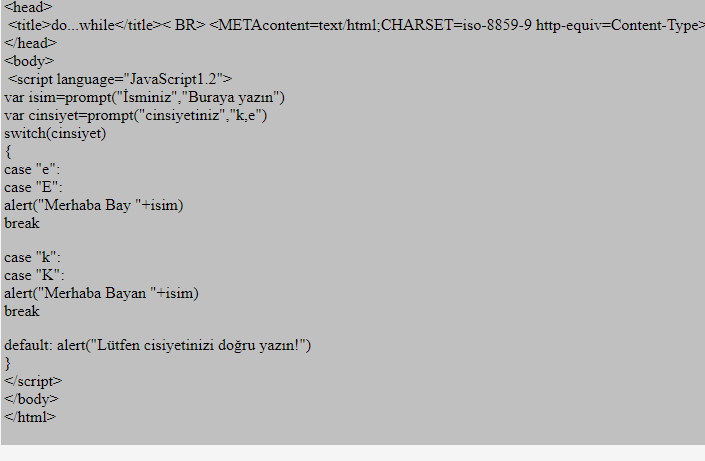 <head>
<title>do...while</title>< BR> <METAcontent=text/html;CHARSET=iso-8859-9 http-equiv=Content-Type>
</head>
<body>
<script language="JavaScript1.2">
var isim=prompt("İsminiz","Buraya yazın")
var cinsiyet=prompt("cinsiyetiniz","k,e")
switch(cinsiyet)
{
case "e":
case "E":
alert("Merhaba Bay "+isim)
break
case "k":
case "K":
alert("Merhaba Bayan "+isim)
break
default: alert("Lütfen cisiyetinizi doğru yazın!")
}
</script>
</body>
</html>